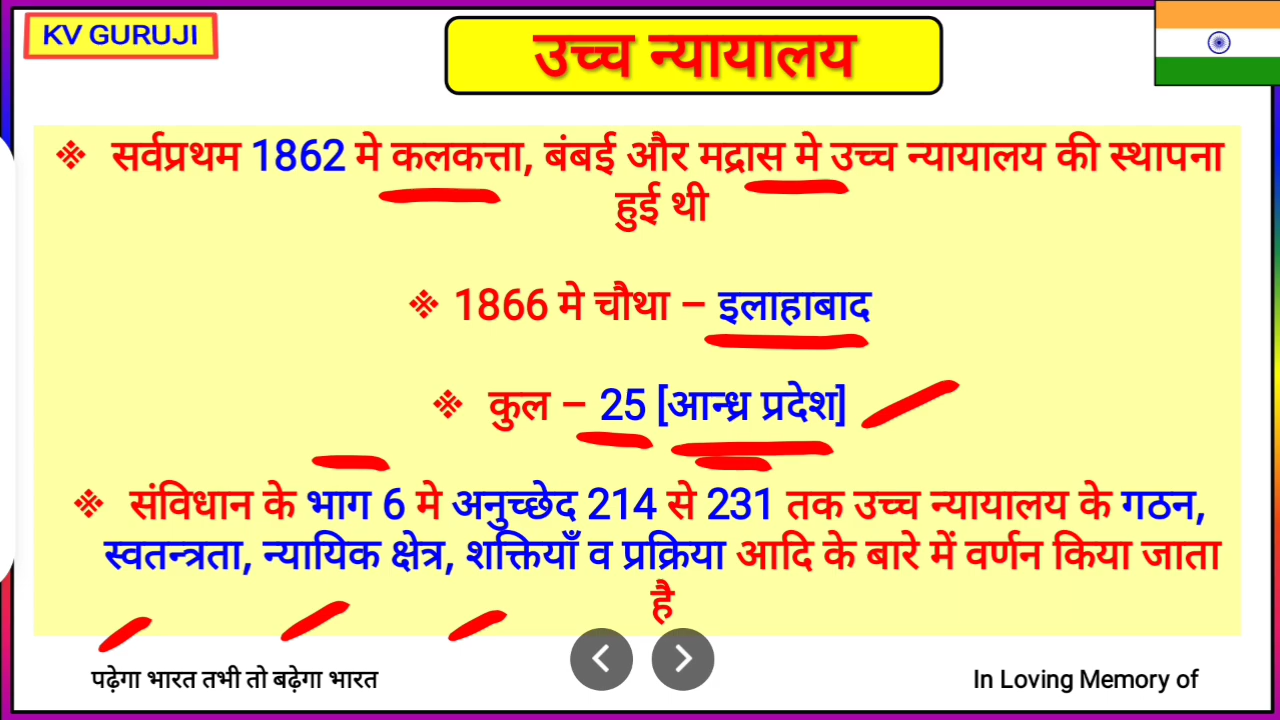 KV GURUJI
उच्च न्यायालय
❖ सर्वप्रथम 1862 मे कलकत्ता, बंबई और मद्रास मे उच्च न्यायालय की स्थापना
हुई थी
❖ 1866 मे चौथा – इलाहाबाद
❖ कुल – 25 [आन्ध्र प्रदेश]
❖ संविधान के भाग 6 मे अनुच्छेद 214 से 231 तक उच्च न्यायालय के गठन,
स्वतन्त्रता, न्यायिक क्षेत्र, शक्तियाँ व प्रक्रिया आदि के बारे में वर्णन किया जाता
है
पढ़ेगा भारत तभी तो बढ़ेगा भारत
In Loving Memory of